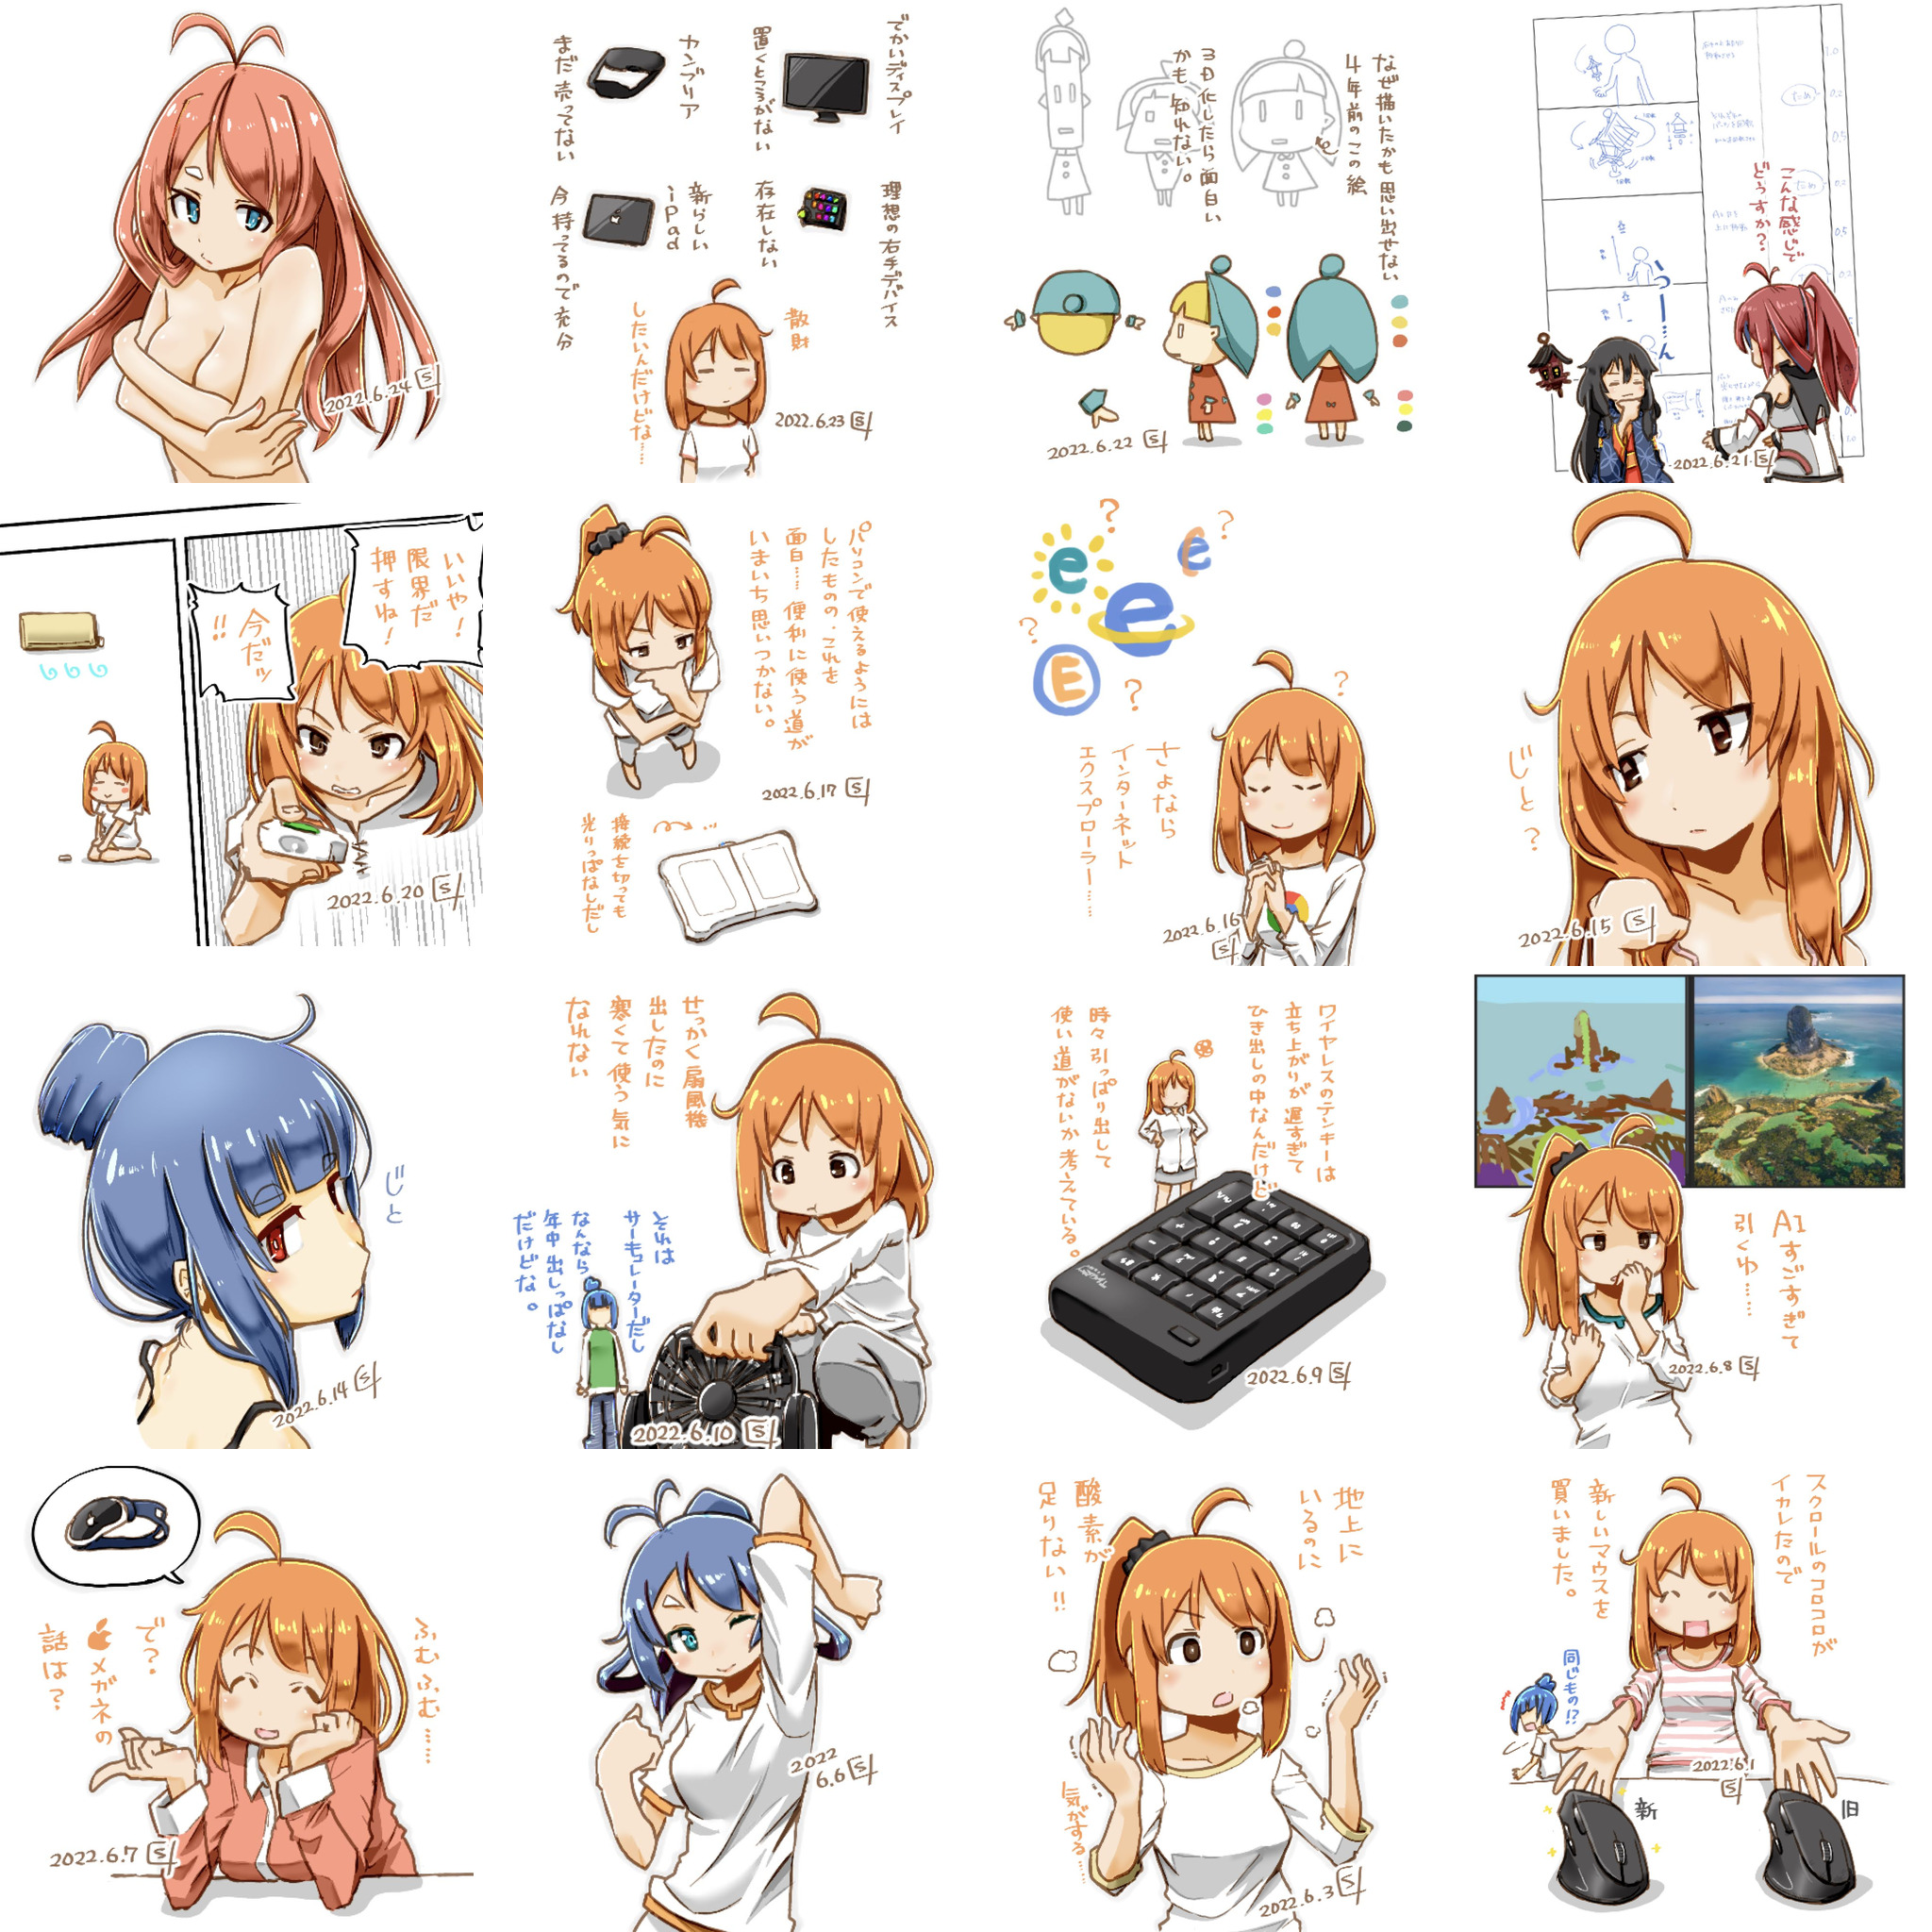 2022.6.24
でかいディスプレイ
置くところがない
カンブリア
まだ売ってない
理想の右手デバイス
存在しない
新らしい
iPad
今持ってるので充分
散財
したいんだけどな……
2022.6.23
なぜ描いたかも思い出せない
4年前のこの絵
3D化したら面白い
かも知れない。
2022.6.22
こんな感じで
どうすか？
うーーーん
2022.6.21
いいや！
限界だ
押すね！
今だッ
!!
2022.6.20
パソコンで使えるようには
したものの、これを
面白……便利に使う道が
いまいち思いつかない。
2022.6.17
接続を切っても
光りっぱなしだし
?
?
e
e
e
E
?
?
?
さよなら
インターネット
エクスプローラー……
2022.6.16
じと？
2022.6.15
じと
2022.6.14
せっかく扇風機
出したのに
寒くて使う気に
なれない
それは
サーキュレーターだし
なんなら
年中出しっぱなし
だけどな。
2022.6.10
ワイヤレスのテンキーは
立ち上がりが遅すぎて
ひき出しの中なんだけど
時々引っぱり出して
使い道がないか考えている。
2022.6.9
AIすごすぎて
引くわ……
2022.6.8
ふむふむ……
で？
メガネの
話は？
2022.6.7
2022
6.6
地上に
いるのに
酸素が
足りない!!
気がする……
2022.6.3
スクロールのコロコロが
イカレたので
新しいマウスを
買いました。
同じもの!?
2022.6.1
新
旧